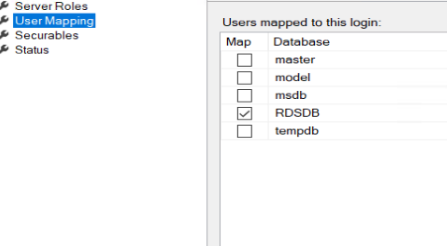 Server Roles
User Mapping
Securables
Status
Users mapped to this login:
Map Database
master
model
msdb
RDSDB
tempdb